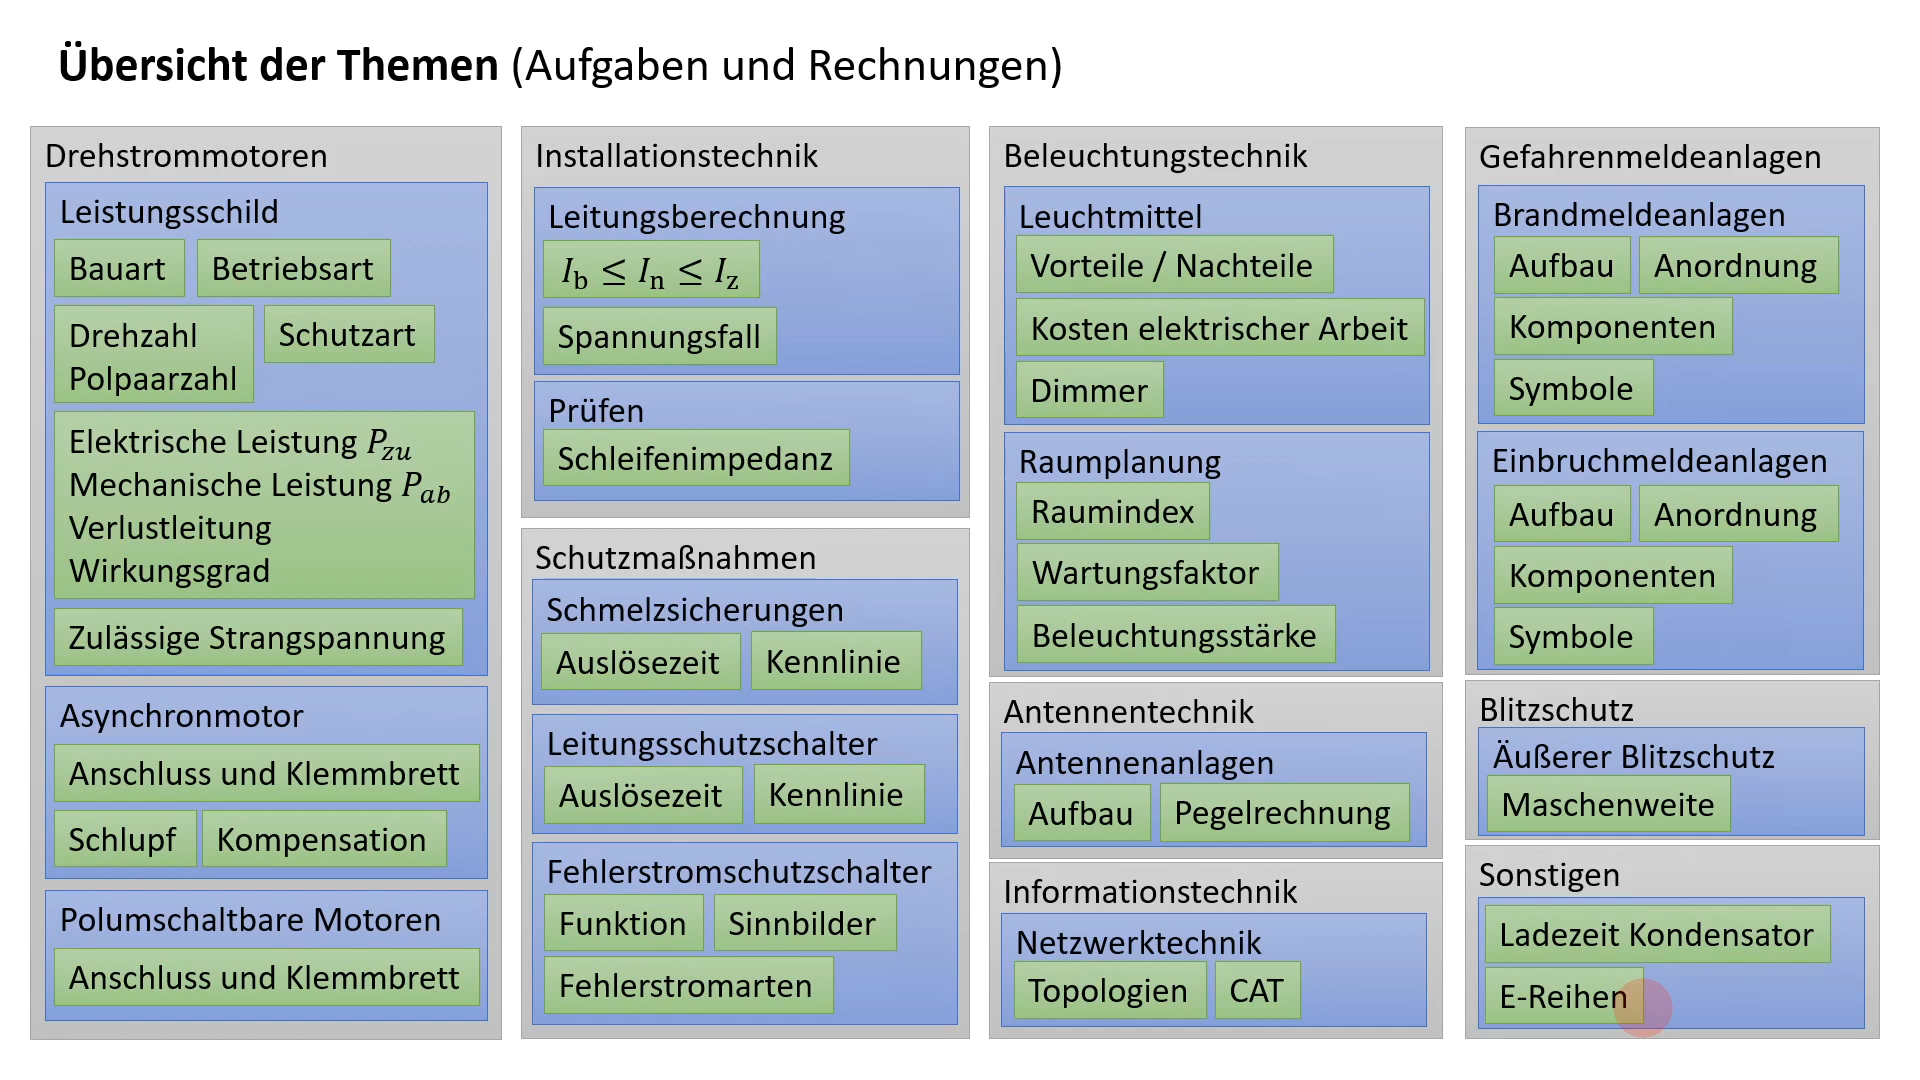 Übersicht der Themen (Aufgaben und Rechnungen)
Drehstrommotoren
Leistungsschild
Bauart
Betriebsart
Drehzahl
Polpaarzahl
Schutzart
Elektrische Leistung P_zu
Mechanische Leistung P_ab
Verlustleitung
Wirkungsgrad
Zulässige Strangspannung
Asynchronmotor
Anschluss und Klemmbrett
Schlupf
Kompensation
Polumschaltbare Motoren
Anschluss und Klemmbrett
Installationstechnik
Leitungsberechnung
I_b ≤ I_n ≤ I_z
Spannungsfall
Prüfen
Schleifenimpedanz
Schutzmaßnahmen
Schmelzsicherungen
Auslösezeit
Kennlinie
Leitungsschutzschalter
Auslösezeit
Kennlinie
Fehlerstromschutzschalter
Funktion
Sinnbilder
Fehlerstromarten
Beleuchtungstechnik
Leuchtmittel
Vorteile / Nachteile
Kosten elektrischer Arbeit
Dimmer
Raumplanung
Raumindex
Wartungsfaktor
Beleuchtungsstärke
Antennentechnik
Antennenanlagen
Aufbau
Pegelrechnung
Informationstechnik
Netzwerktechnik
Topologien
CAT
Gefahrenmeldeanlagen
Brandmeldeanlagen
Aufbau
Anordnung
Komponenten
Symbole
Einbruchmeldeanlagen
Aufbau
Anordnung
Komponenten
Symbole
Blitzschutz
Äußerer Blitzschutz
Maschenweite
Sonstigen
Ladezeit Kondensator
E-Reihen